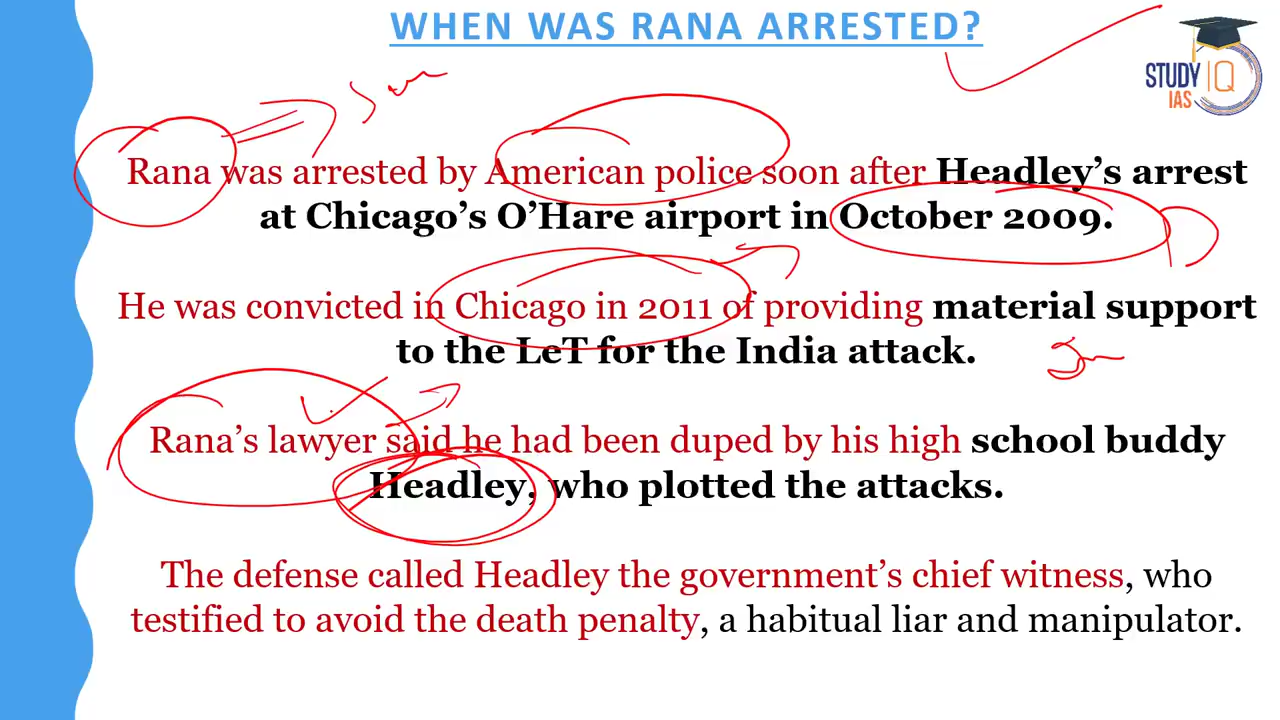 WHEN WAS RANA ARRESTED?
STUDY IQ
IAS
Rana was arrested by American police soon after Headley’s arrest
at Chicago’s O’Hare airport in October 2009.
He was convicted in Chicago in 2011 of providing material support
to the LeT for the India attack.
Rana’s lawyer said he had been duped by his high school buddy
Headley, who plotted the attacks.
The defense called Headley the government’s chief witness, who
testified to avoid the death penalty, a habitual liar and manipulator.